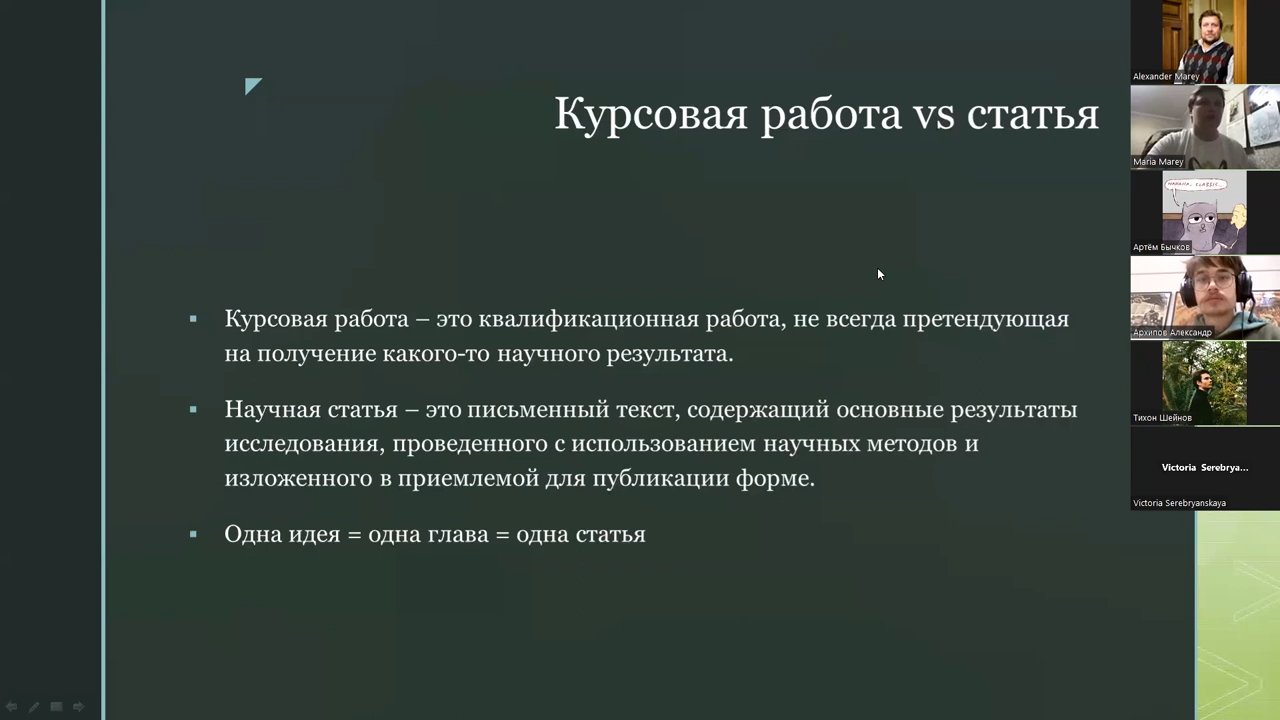 Курсовая работа vs статья
Курсовая работа – это квалификационная работа, не всегда претендующая
на получение какого-то научного результата.
Научная статья – это письменный текст, содержащий основные результаты
исследования, проведенного с использованием научных методов и
изложенного в приемлемой для публикации форме.
Одна идея = одна глава = одна статья
Alexander Marey
Maria Marey
Артём Бычков
Архипов Александр
Тихон Шейнов
Victoria Serebrya...
Victoria Serebryanskaya